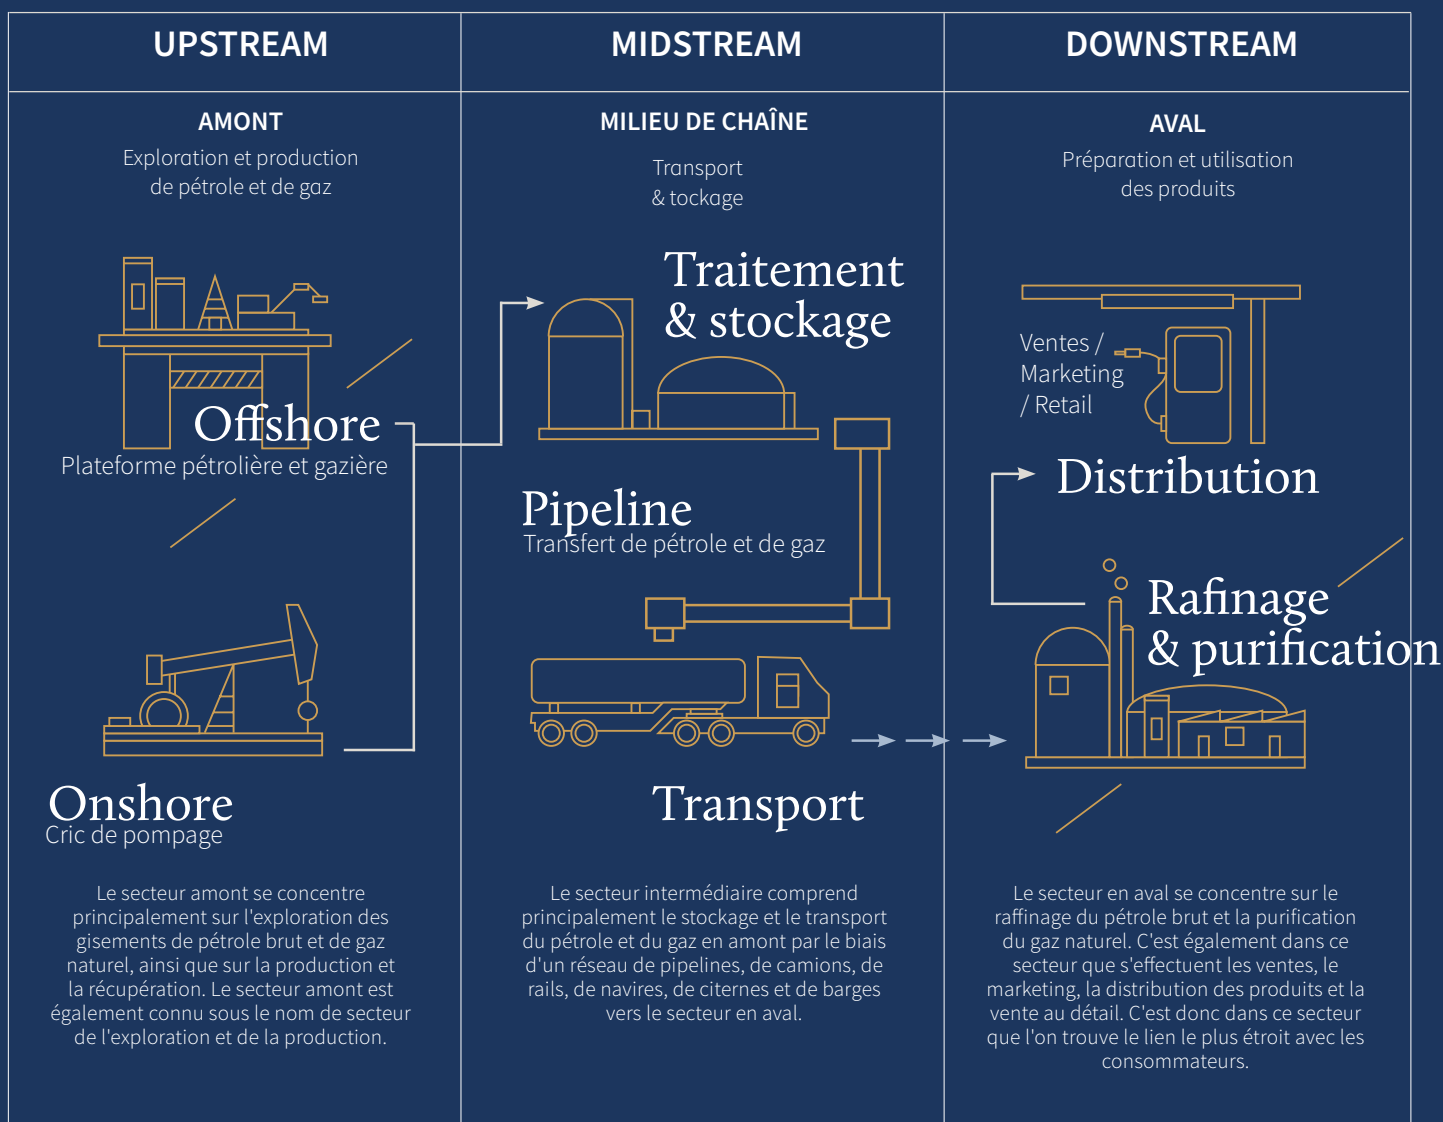 UPSTREAM
AMONT
Exploration et production
de pétrole et de gaz
Offshore
Plateforme pétrolière et gazière
Onshore
Cric de pompage
Le secteur amont se concentre
principalement sur l'exploration des
gisements de pétrole brut et de gaz
naturel, ainsi que sur la production et
la récupération. Le secteur amont est
également connu sous le nom de secteur
de l'exploration et de la production.
MIDSTREAM
MILIEU DE CHAÎNE
Transport
& tockage
Traitement
& stockage
Pipeline
Transfert de pétrole et de gaz
Transport
Le secteur intermédiaire comprend
principalement le stockage et le transport
du pétrole et du gaz en amont par le biais
d'un réseau de pipelines, de camions, de
rails, de navires, de citernes et de barges
vers le secteur en aval.
DOWNSTREAM
AVAL
Préparation et utilisation
des produits
Ventes /
Marketing
/ Retail
Distribution
Rafinage
& purification
Le secteur en aval se concentre sur le
raffinage du pétrole brut et la purification
du gaz naturel. C'est également dans ce
secteur que s'effectuent les ventes, le
marketing, la distribution des produits et la
vente au détail. C'est donc dans ce secteur
que l'on trouve le lien le plus étroit avec les
consommateurs.